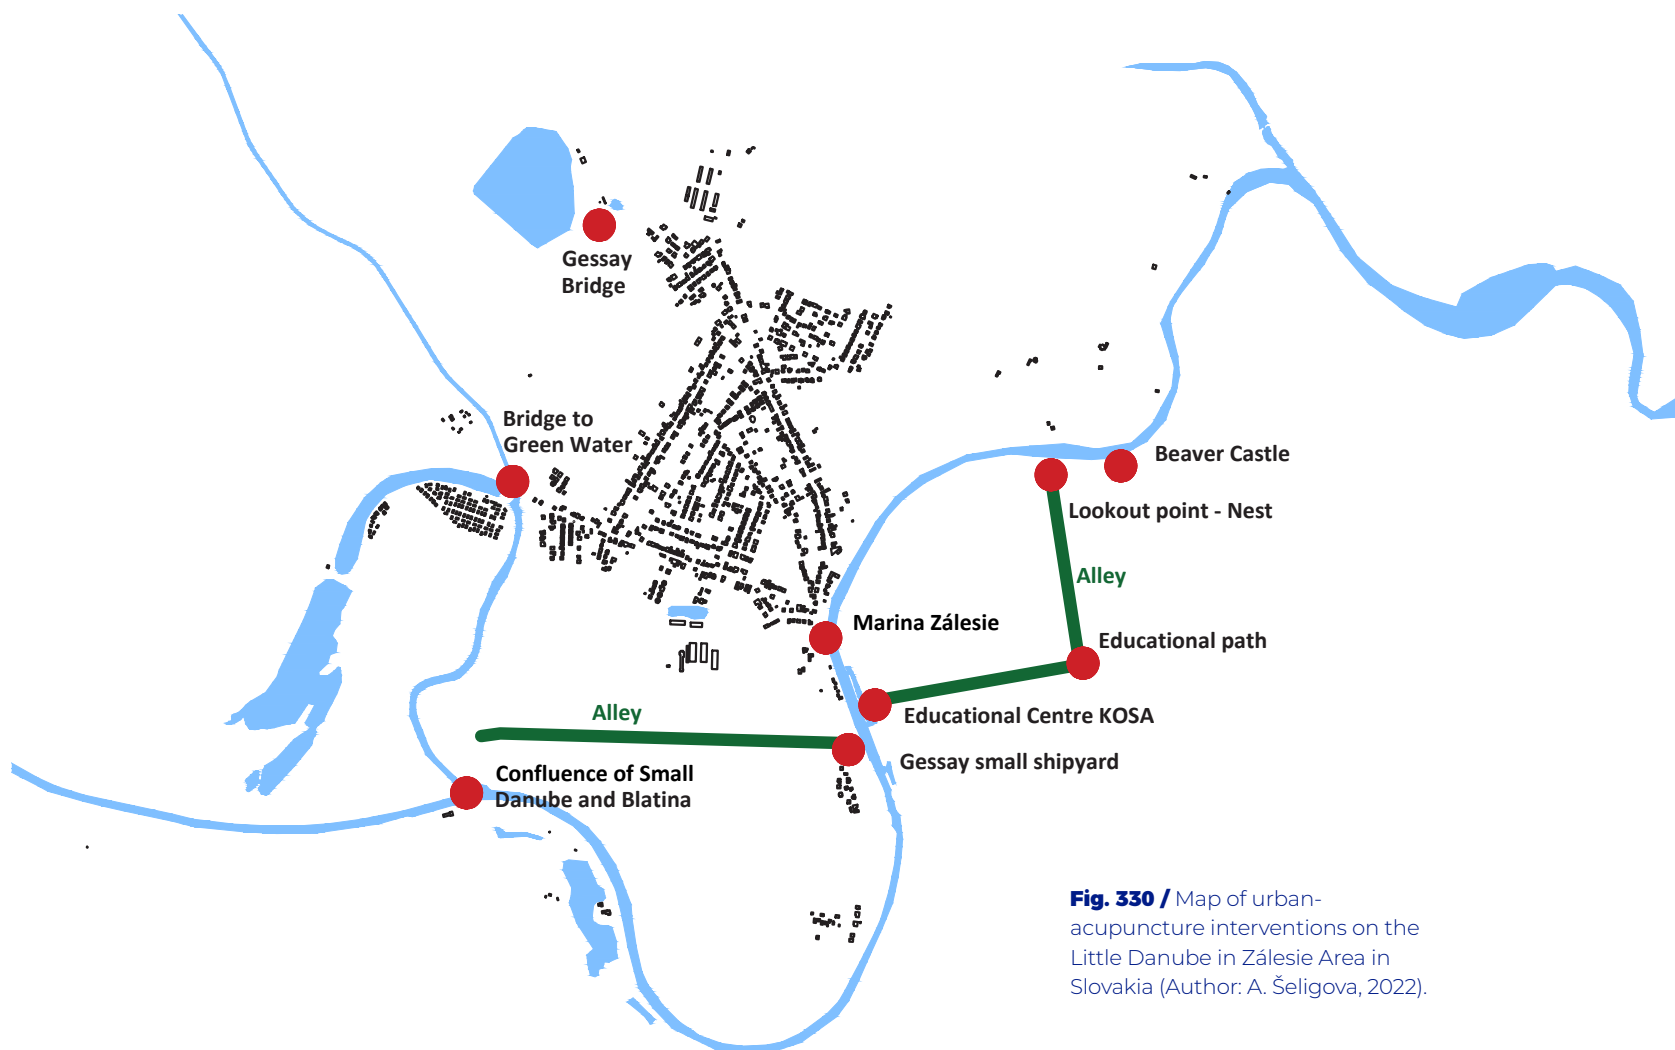 Gessay
Bridge
Bridge to
Green Water
Beaver Castle
Lookout point - Nest
Alley
Marina Zálesie
Educational path
Alley
Educational Centre KOSA
Gessay small shipyard
Confluence of Small
Danube and Blatina
Fig. 330 / Map of urban-
acupuncture interventions on the
Little Danube in Zálesie Area in
Slovakia (Author: A. Šeligova, 2022).